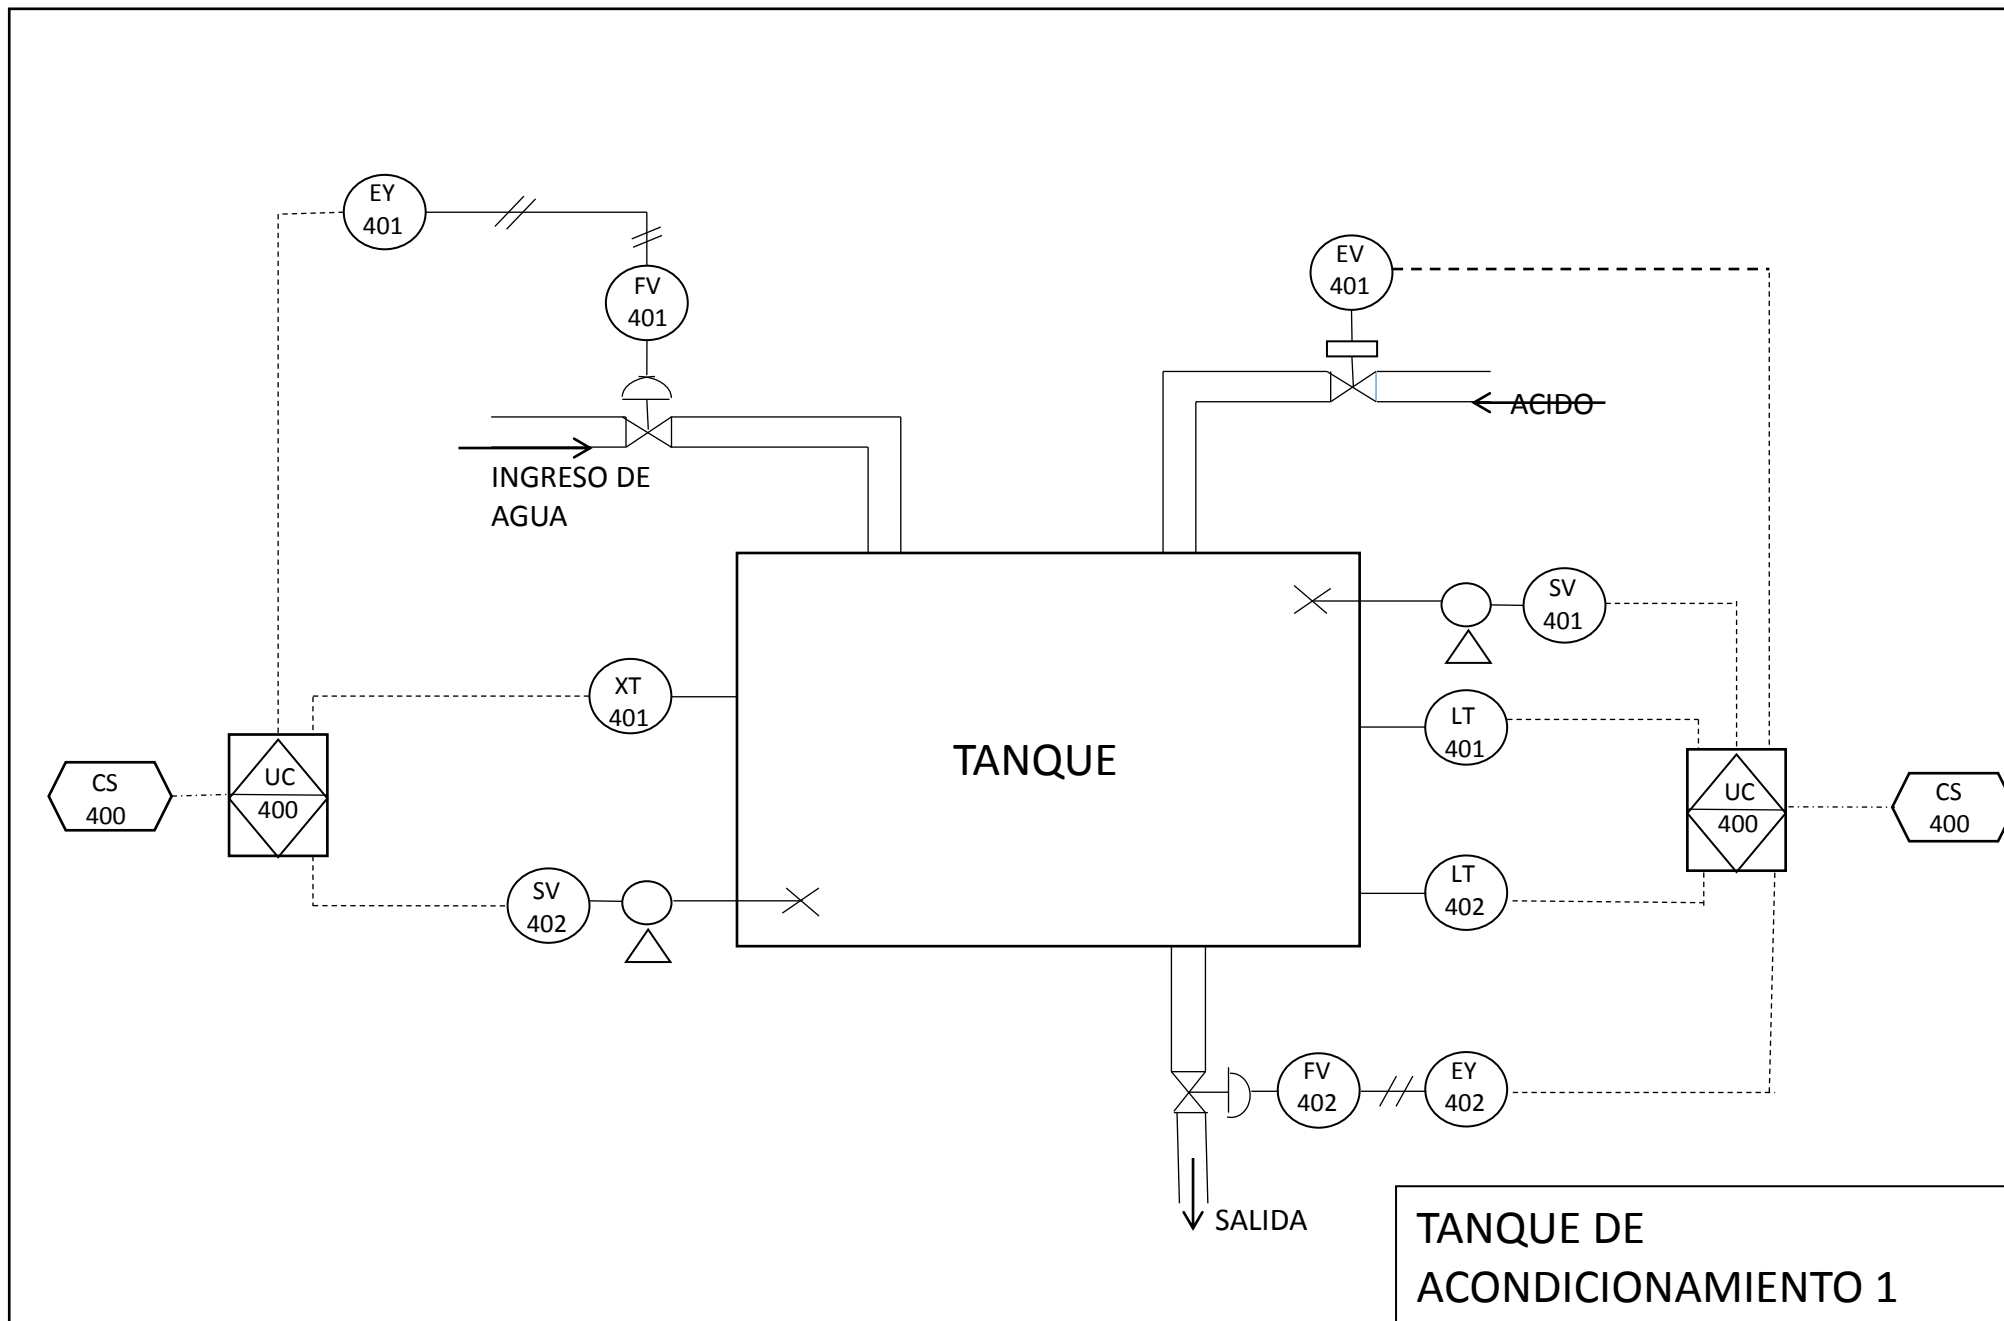 EY
401
FV
401
EV
401
ACIDO
INGRESO DE
AGUA
SV
401
XT
401
LT
401
TANQUE
CS
400
UC
400
UC
400
CS
400
SV
402
LT
402
FV
402
EY
402
SALIDA
TANQUE DE
ACONDICIONAMIENTO 1